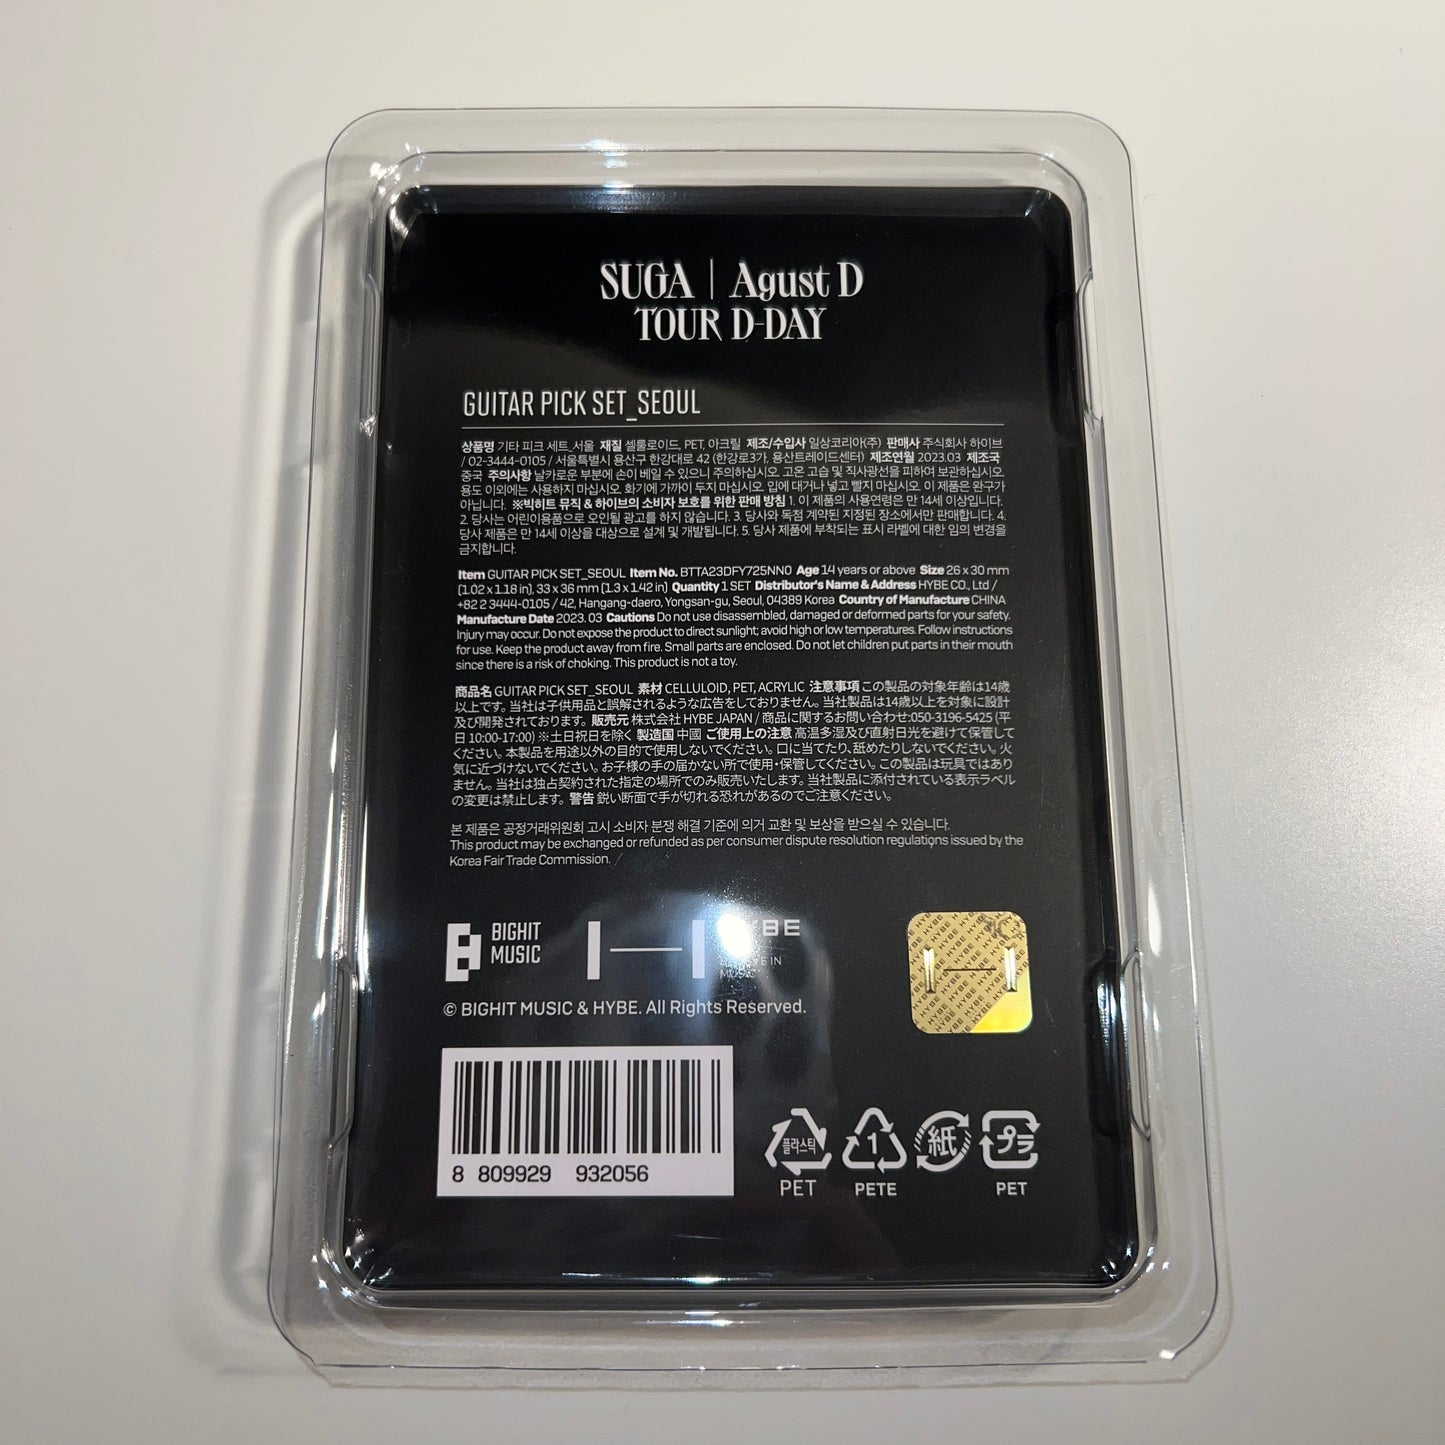 SUGA | Agust D
TOUR D-DAY
GUITAR PICK SET_SEOUL
상품명 기타 피크 세트_서울 재질 셀룰로이드, PET, 아크릴 제조/수입사 일상코리아(주) 판매사 주식회사 하이브
/ 02-3444-0105 / 서울특별시 용산구 한강대로 42 (한강로3가, 용산트레이드센터) 제조연월 2023.03 제조국
중국 주의사항 날카로운 부분에 손이 베일 수 있으니 주의하십시오. 고온 고습 및 직사광선을 피하여 보관하십시오.
용도 이외에는 사용하지 마십시오. 화기에 가까이 두지 마십시오. 입에 대거나 넣고 빨지 마십시오. 이 제품은 완구가
아닙니다. ※빅히트 뮤직 & 하이브의 소비자 보호를 위한 판매 방침 1. 이 제품의 사용연령은 만 14세 이상입니다.
2. 당사는 어린이용품으로 오인될 광고를 하지 않습니다. 3. 당사와 독점 계약된 지정된 장소에서만 판매합니다. 4.
당사 제품은 만 14세 이상을 대상으로 설계 및 개발됩니다. 5. 당사 제품에 부착되는 표시 라벨에 대한 임의 변경을
금지합니다.
Item GUITAR PICK SET_SEOUL Item No. BTTA23DFY725NN0 Age 14 years or above Size 26 x 30 mm
(1.02 x 1.18 in), 33 x 36 mm (1.3 x 1.42 in) Quantity 1 SET Distributor's Name & Address HYBE CO., Ltd /
+82 2 3444-0105 / 42, Hangang-daero, Yongsan-gu, Seoul, 04389 Korea Country of Manufacture CHINA
Manufacture Date 2023. 03 Cautions Do not use disassembled, damaged or deformed parts for your safety.
Injury may occur. Do not expose the product to direct sunlight; avoid high or low temperatures. Follow instructions
for use. Keep the product away from fire. Small parts are enclosed. Do not let children put parts in their mouth
since there is a risk of choking. This product is not a toy.
商品名 GUITAR PICK SET_SEOUL 素材 CELLULOID, PET, ACRYLIC 注意事項 この製品の対象年齢は14歳
以上です。当社は子供用品と誤解されるような広告をしておりません。当社製品は14歳以上を対象に設計
及び開発されております。 販売元 株式会社 HYBE JAPAN / 商品に関するお問い合わせ:050-3196-5425 (平
日 10:00-17:00) ※土日祝日を除く 製造国 中國 ご使用上の注意 高温多湿及び直射日光を避けて保管して
ください。本製品を用途以外の目的で使用しないでください。口に当てたり、舐めたりしないでください。火
気に近づけないでください。お子様の手の届かない所で使用・保管してください。この製品は玩具ではあり
ません。当社は独占契約された指定の場所でのみ販売いたします。当社製品に添付されている表示ラベル
の変更は禁止します。 警告 鋭い断面で手が切れる恐れがあるのでご注意ください。
본 제품은 공정거래위원회 고시 소비자 분쟁 해결 기준에 의거 교환 및 보상을 받으실 수 있습니다.
This product may be exchanged or refunded as per consumer dispute resolution regulations issued by the
Korea Fair Trade Commission.
BIGHIT
MUSIC
HYBE
© BIGHIT MUSIC & HYBE. All Rights Reserved.
8 809929 932056
플라스틱
PET
1
PETE
紙
プラ
PET